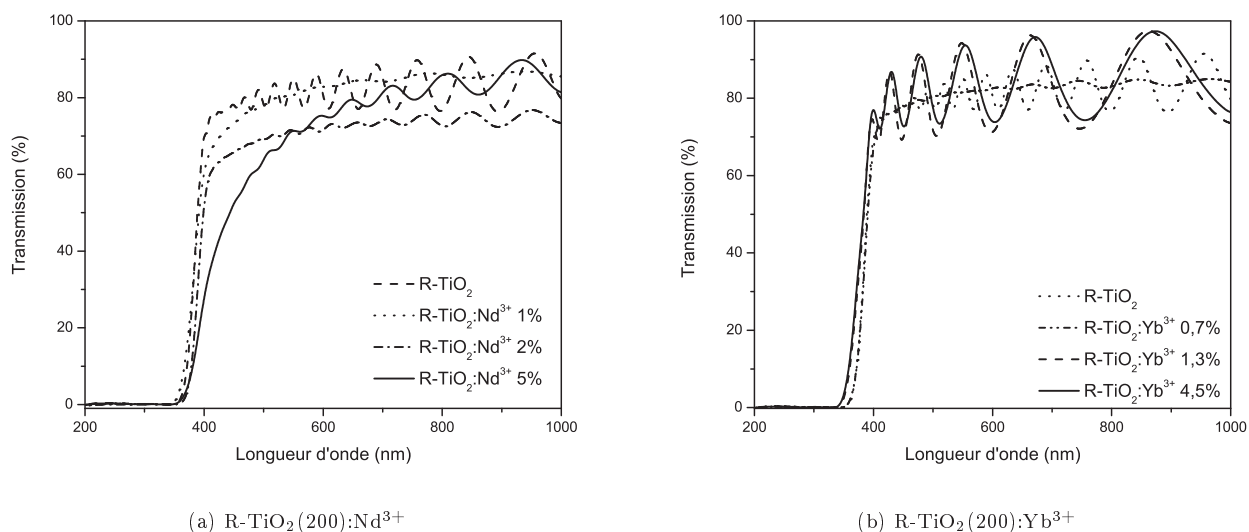 100
80
60
40
20
0
200 400 600 800 1000
Transmission (%)
Longueur d'onde (nm)
R-TiO₂
R-TiO₂:Nd³⁺ 1%
R-TiO₂:Nd³⁺ 2%
R-TiO₂:Nd³⁺ 5%
(a) R-TiO₂(200):Nd³⁺
100
80
60
40
20
0
200 400 600 800 1000
Transmission (%)
Longueur d'onde (nm)
R-TiO₂
R-TiO₂:Yb³⁺ 0,7%
R-TiO₂:Yb³⁺ 1,3%
R-TiO₂:Yb³⁺ 4,5%
(b) R-TiO₂(200):Yb³⁺